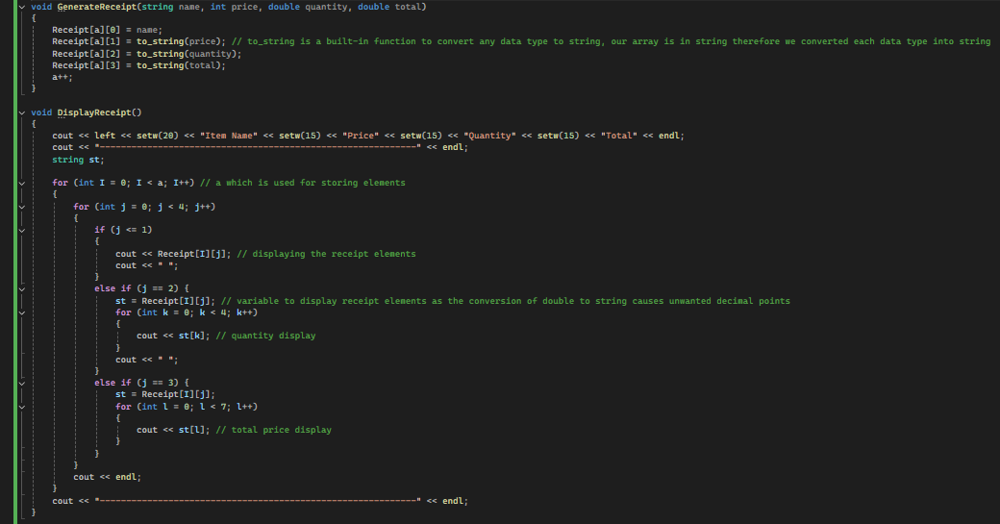 void GenerateReceipt(string name, int price, double quantity, double total)
{
    Receipt[a][0] = name;
    Receipt[a][1] = to_string(price); // to_string is a built-in function to convert any data type to string, our array is in string therefore we converted each data type into string
    Receipt[a][2] = to_string(quantity);
    Receipt[a][3] = to_string(total);
    a++;
}
void DisplayReceipt()
{
    cout << left << setw(20) << "Item Name" << setw(15) << "Price" << setw(15) << "Quantity" << setw(15) << "Total" << endl;
    cout << "------------------------------------------------------------" << endl;
    string st;
    for (int I = 0; I < a; I++) // a which is used for storing elements
    {
        for (int j = 0; j < 4; j++)
        {
            if (j <= 1)
            {
                cout << Receipt[I][j]; // displaying the receipt elements
                cout << " ";
            }
            else if (j == 2) {
                st = Receipt[I][j]; // variable to display receipt elements as the conversion of double to string causes unwanted decimal points
                for (int k = 0; k < 4; k++)
                {
                    cout << st[k]; // quantity display
                }
                cout << " ";
            }
            else if (j == 3) {
                st = Receipt[I][j];
                for (int l = 0; l < 7; l++)
                {
                    cout << st[l]; // total price display
                }
            }
        }
        cout << endl;
    }
    cout << "------------------------------------------------------------" << endl;
}